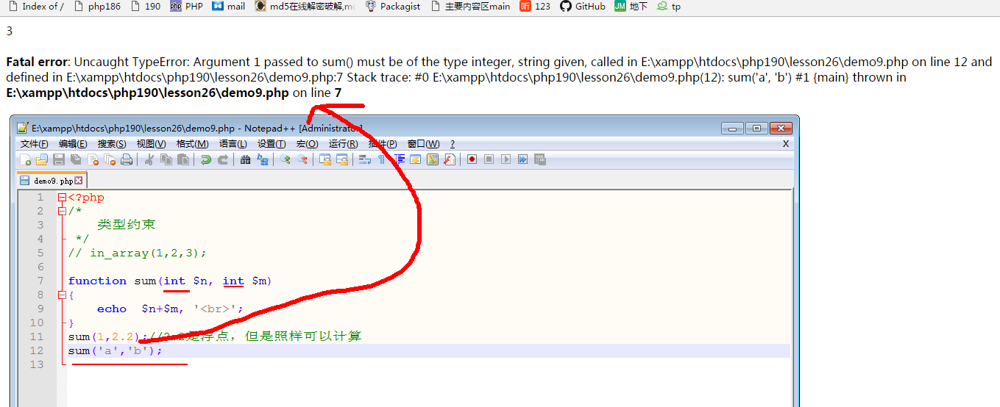 Index of / php186 190 PHP mail md5在线解密破解,md Packagist 主要内容区main 123 GitHub 地下 tp
3
Fatal error: Uncaught TypeError: Argument 1 passed to sum() must be of the type integer, string given, called in E:\xampp\htdocs\php190\lesson26\demo9.php on line 12 and
defined in E:\xampp\htdocs\php190\lesson26\demo9.php:7 Stack trace: #0 E:\xampp\htdocs\php190\lesson26\demo9.php(12): sum('a', 'b') #1 {main} thrown in
E:\xampp\htdocs\php190\lesson26\demo9.php on line 7
E:\xampp\htdocs\php190\lesson26\demo9.php - Notepad++ [Administrator]
文件(F) 编辑(E) 搜索(S) 视图(V) 格式(M) 语言(L) 设置(T) 宏(O) 运行(R) 插件(P) 窗口(W) ? X
demo9.php
1 <?php
2 /*
3 类型约束
4 */
5 // in_array(1,2,3);
6
7 function sum(int $n, int $m)
8 {
9 echo $n+$m, '<br>';
10 }
11 sum(1,2.2);//2.2是浮点，但是照样可以计算
12 sum('a','b');
13